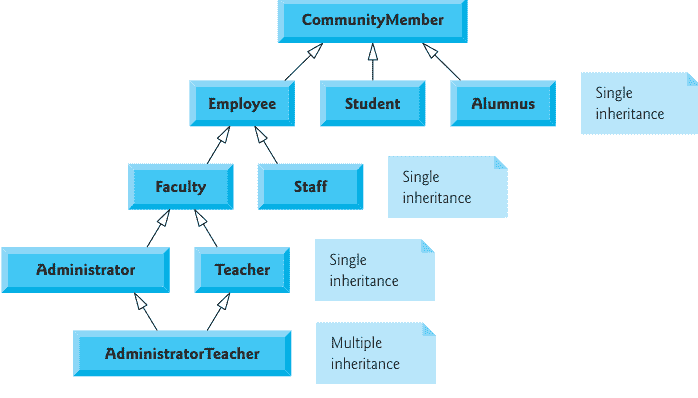 CommunityMember
Employee
Student
Alumnus
Single
inheritance
Faculty
Staff
Single
inheritance
Administrator
Teacher
Single
inheritance
AdministratorTeacher
Multiple
inheritance